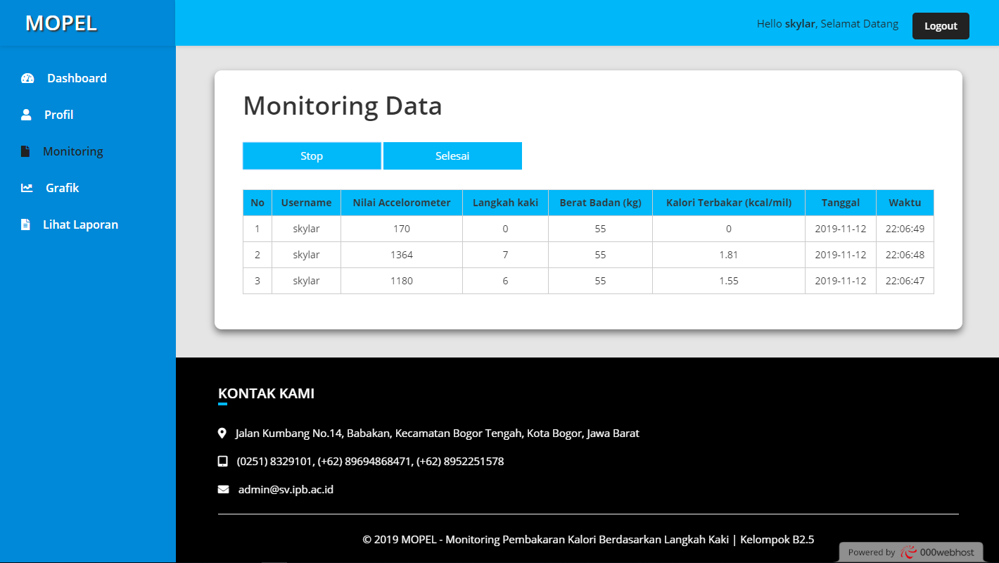 MOPEL
Hello skylar, Selamat Datang
Logout
Dashboard
Profil
Monitoring
Grafik
Lihat Laporan
Monitoring Data
Stop Selesai
No Username Nilai Accelorometer Langkah kaki Berat Badan (kg) Kalori Terbakar (kcal/mil) Tanggal Waktu
1 skylar 170 0 55 0 2019-11-12 22:06:49
2 skylar 1364 7 55 1.81 2019-11-12 22:06:48
3 skylar 1180 6 55 1.55 2019-11-12 22:06:47
KONTAK KAMI
Jalan Kumbang No.14, Babakan, Kecamatan Bogor Tengah, Kota Bogor, Jawa Barat
(0251) 8329101, (+62) 89694868471, (+62) 8952251578
admin@sv.ipb.ac.id
© 2019 MOPEL - Monitoring Pembakaran Kalori Berdasarkan Langkah Kaki | Kelompok B2.5
Powered by 000webhost